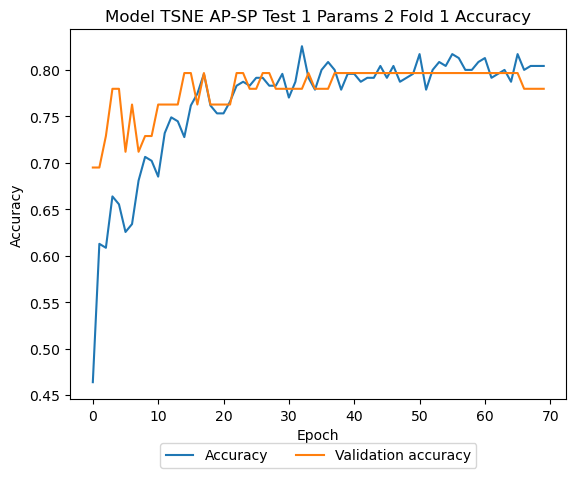 Model TSNE AP-SP Test 1 Params 2 Fold 1 Accuracy
Accuracy
0.80
0.75
0.70
0.65
0.60
0.55
0.50
0.45
0 10 20 30 40 50 60 70
Epoch
Accuracy Validation accuracy